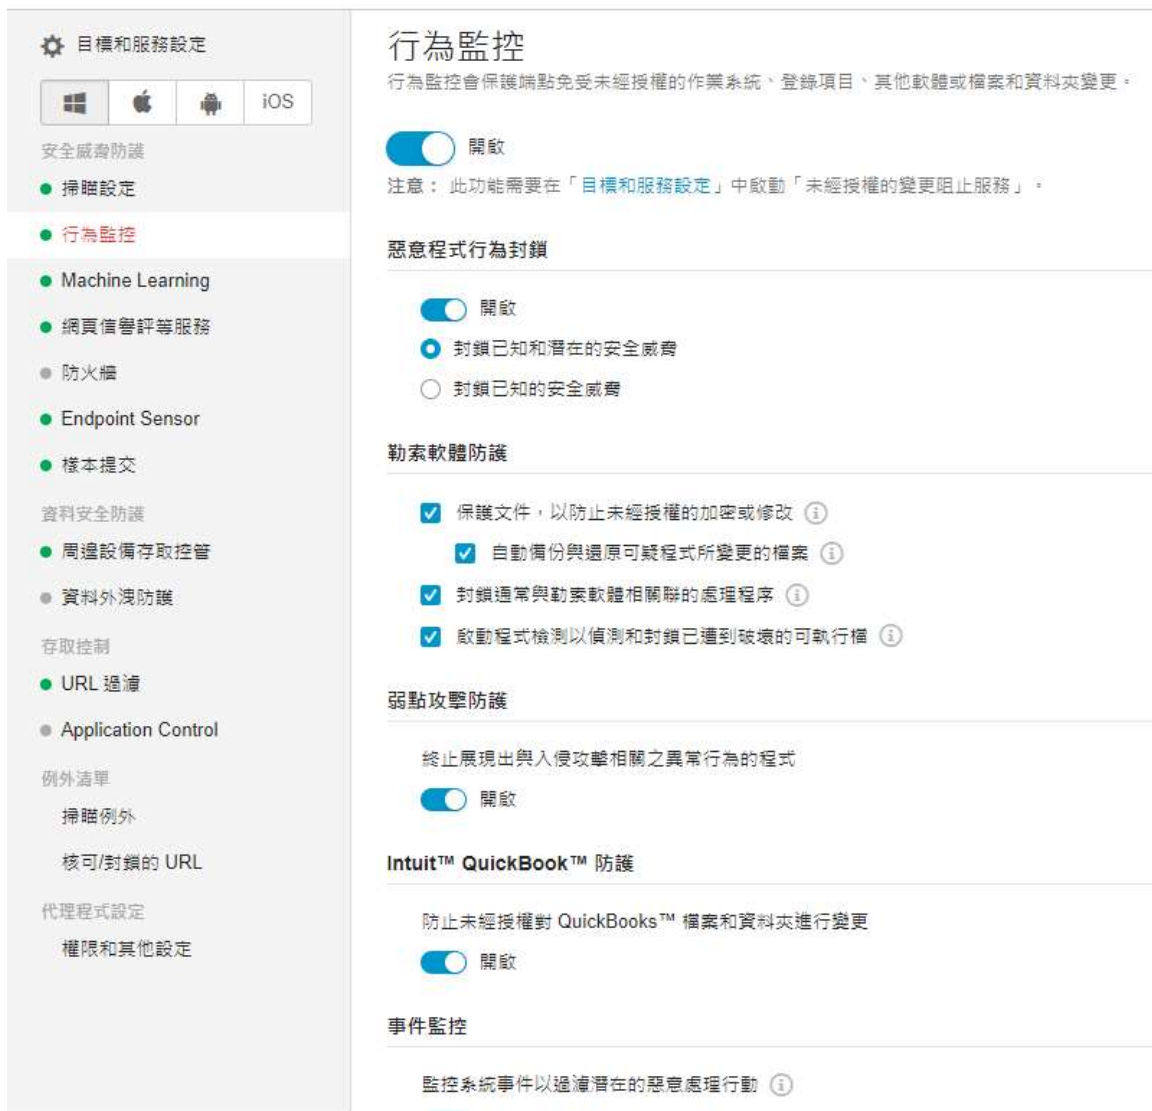 目標和服務設定
iOS
安全威脅防護
掃瞄設定
行為監控
Machine Learning
網頁信譽評等服務
防火牆
Endpoint Sensor
樣本提交
資料安全防護
周邊設備存取控管
資料外洩防護
存取控制
URL 過濾
Application Control
例外清單
掃瞄例外
核可/封鎖的 URL
代理程式設定
權限和其他設定
行為監控
行為監控會保護端點免受未經授權的作業系統、登錄項目、其他軟體或檔案和資料夾變更。
開啟
注意： 此功能需要在「目標和服務設定」中啟動「未經授權的變更阻止服務」。
惡意程式行為封鎖
開啟
封鎖已知和潛在的安全威脅
封鎖已知的安全威脅
勒索軟體防護
保護文件，以防止未經授權的加密或修改
自動備份與還原可疑程式所變更的檔案
封鎖通常與勒索軟體相關聯的處理程序
啟動程式檢測以偵測和封鎖已遭到破壞的可執行檔
弱點攻擊防護
終止展現出與入侵攻擊相關之異常行為的程式
開啟
Intuit™ QuickBook™ 防護
防止未經授權對 QuickBooks™ 檔案和資料夾進行變更
開啟
事件監控
監控系統事件以過濾潛在的惡意處理行動